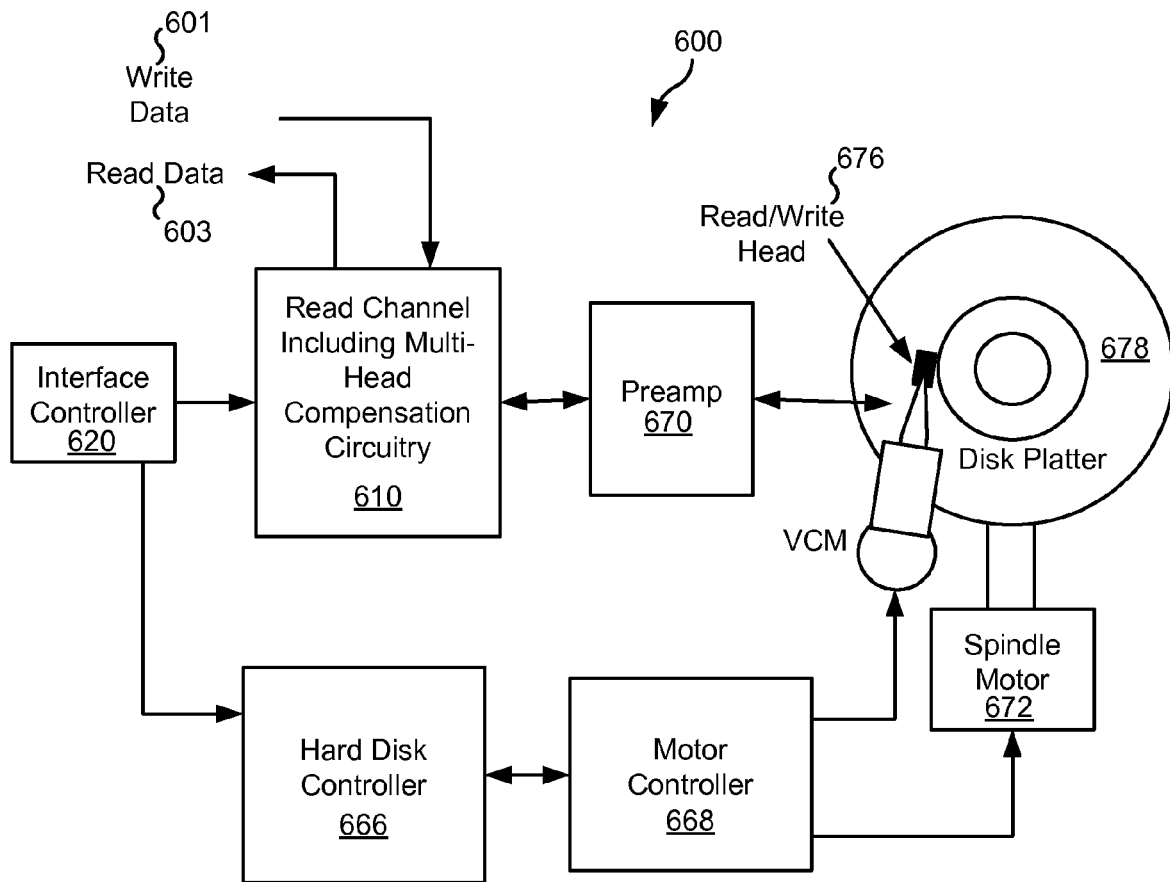 601
Write
Data
600
Read Data
603
676
Read/Write
Head
Read Channel
Including Multi-
Head
Compensation
Circuitry
610
Interface
Controller
620
Preamp
670
678
Disk Platter
VCM
Spindle
Motor
672
Hard Disk
Controller
666
Motor
Controller
668